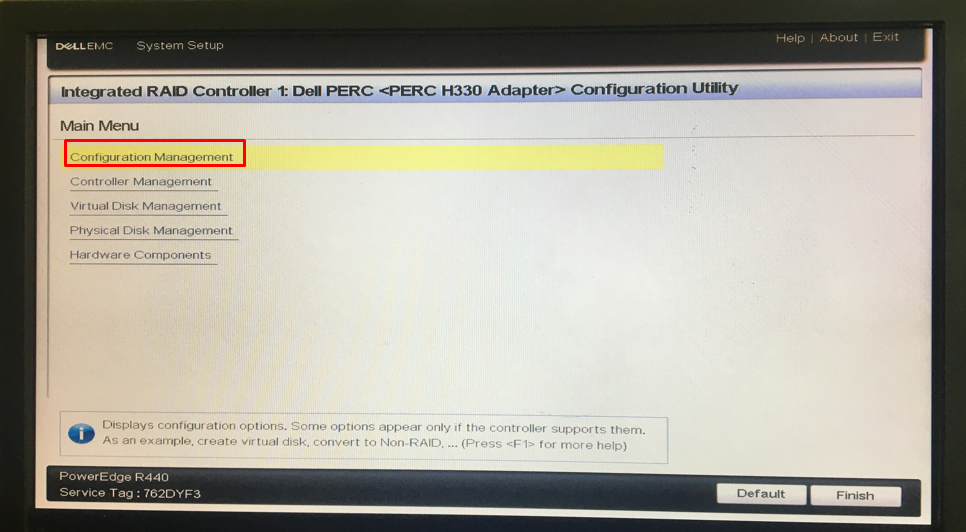 DELLEMC System Setup Help | About | Exit
Integrated RAID Controller 1: Dell PERC <PERC H330 Adapter> Configuration Utility
Main Menu
Configuration Management
Controller Management
Virtual Disk Management
Physical Disk Management
Hardware Components
Displays configuration options. Some options appear only if the controller supports them.
As an example, create virtual disk, convert to Non-RAID, ... (Press <F1> for more help)
PowerEdge R440
Service Tag : 762DYF3
Default Finish